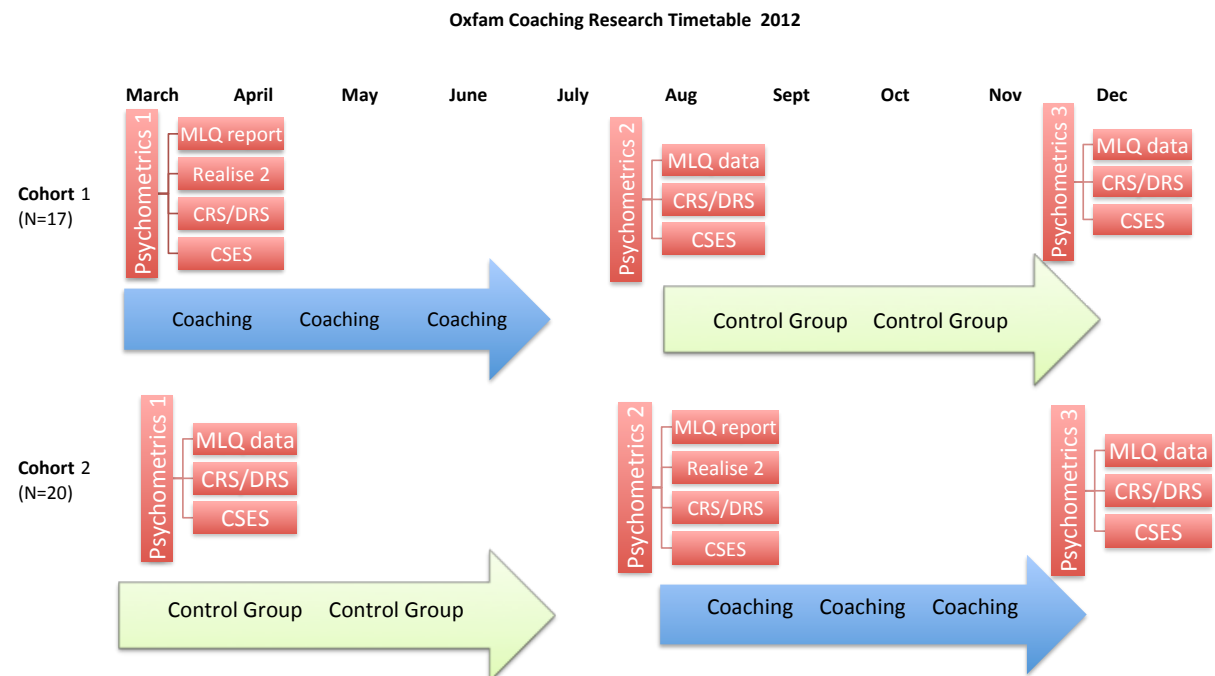 Oxfam Coaching Research Timetable 2012
March April May June July Aug Sept Oct Nov Dec
Cohort 1
(N=17)
Psychometrics 1
MLQ report
Realise 2
CRS/DRS
CSES
Psychometrics 2
MLQ data
CRS/DRS
CSES
Psychometrics 3
MLQ data
CRS/DRS
CSES
Coaching Coaching Coaching
Control Group Control Group
Cohort 2
(N=20)
Psychometrics 1
MLQ data
CRS/DRS
CSES
Psychometrics 2
MLQ report
Realise 2
CRS/DRS
CSES
Psychometrics 3
MLQ data
CRS/DRS
CSES
Control Group Control Group
Coaching Coaching Coaching